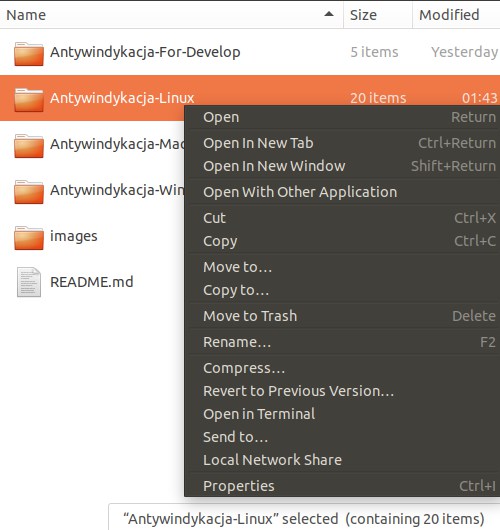 Name Size Modified
Antywindykacja-For-Develop 5 items Yesterday
Antywindykacja-Linux 20 items 01:43
Antywindykacja-Mac
Antywindykacja-Win
images
README.md
Open Return
Open In New Tab Ctrl+Return
Open In New Window Shift+Return
Open With Other Application
Cut Ctrl+X
Copy Ctrl+C
Move to…
Copy to…
Move to Trash Delete
Rename… F2
Compress…
Revert to Previous Version…
Open in Terminal
Send to…
Local Network Share
Properties Ctrl+I
“Antywindykacja-Linux” selected (containing 20 items)